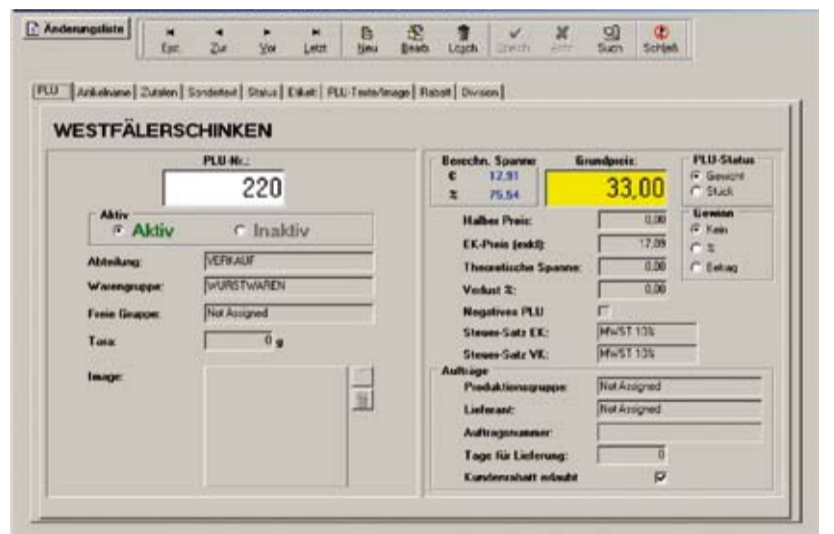 Änderungsliste
Erst. Zur Vor Letzt Neu Bearb Lösch Such Schließ
PLU Artikelname Zutaten Sondertext Status Etikett PLU-Texte/Image Rabatt Division
WESTFÄLERSCHINKEN
PLU-Nr.:
220
Aktiv
Aktiv Inaktiv
Abteilung: VERKAUF
Warengruppe: WURSTWAREN
Freie Gruppe: Not Assigned
Tara: 0 g
Image:
Berechn. Spanne Grundpreis: PLU-Status
€ 12.91 33,00 Gewicht
% 75.54 Stück
Halber Preis: 0,00
Gewinn
Kein
EK-Preis (exkl): 17,09 %
Theoretische Spanne: 0,00 Betrag
Verlust %: 0,00
Negatives PLU
Steuer-Satz EK: MWST 10%
Steuer-Satz VK: MWST 10%
Aufträge
Produktionsgruppe: Not Assigned
Lieferant: Not Assigned
Auftragsnummer:
Tage für Lieferung: 0
Kundenrabatt erlaubt